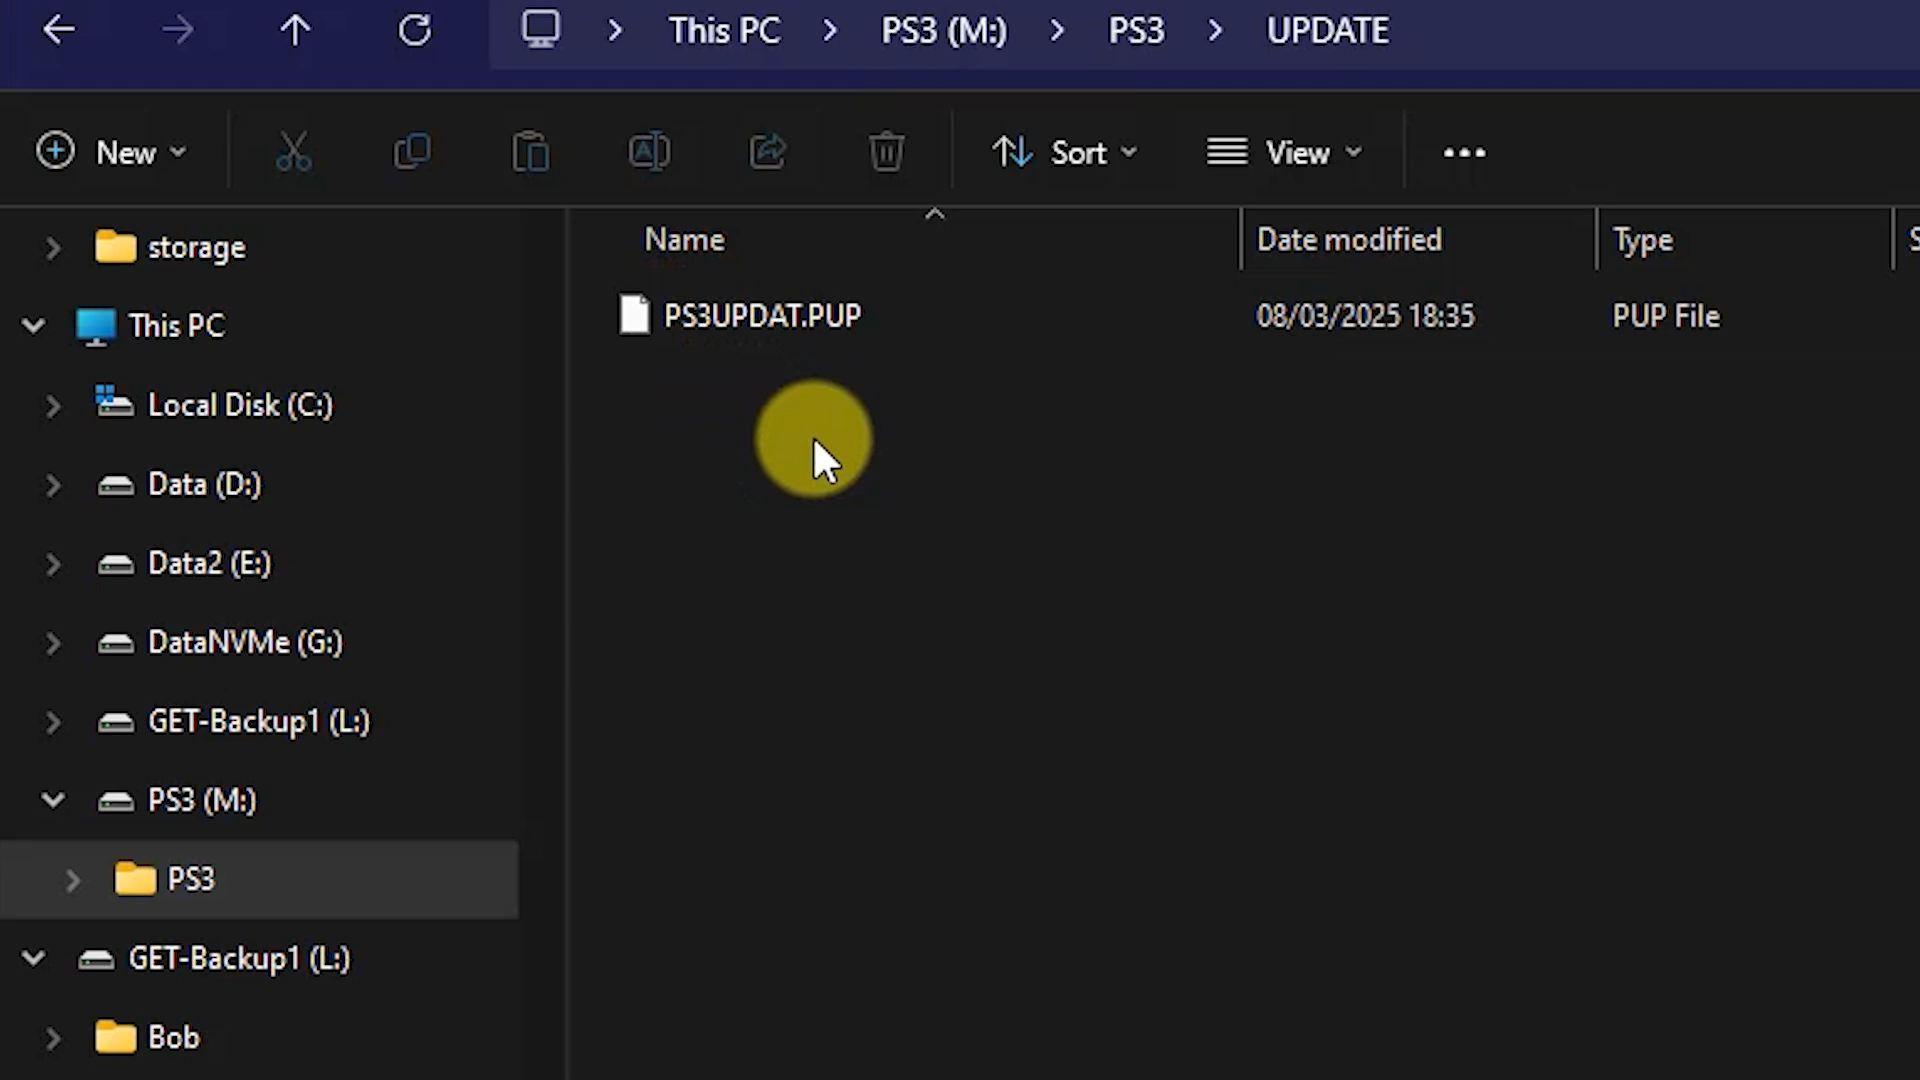 This PC > PS3 (M:) > PS3 > UPDATE
New Sort View
Name Date modified Type S
PS3UPDAT.PUP 08/03/2025 18:35 PUP File
storage
This PC
Local Disk (C:)
Data (D:)
Data2 (E:)
DataNVMe (G:)
GET-Backup1 (L:)
PS3 (M:)
PS3
GET-Backup1 (L:)
Bob